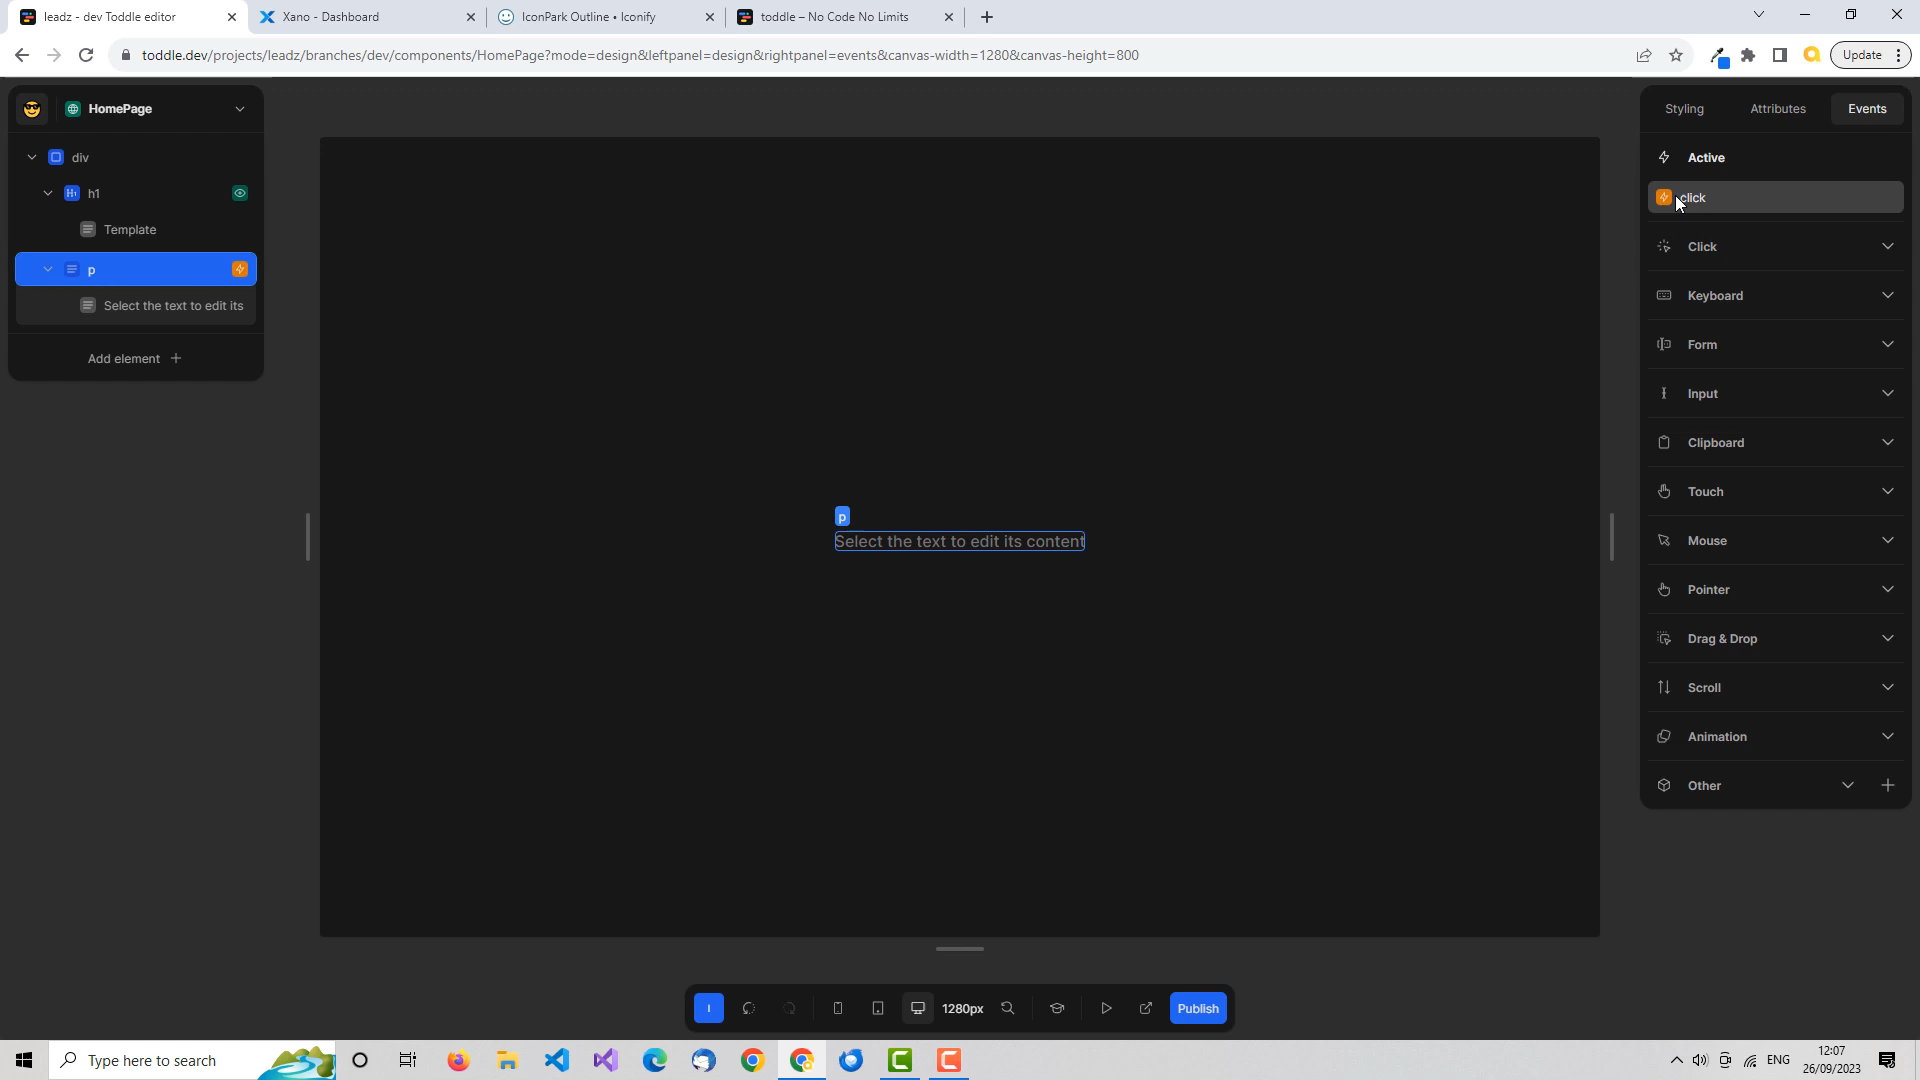 leadz - dev Toddle editor
Xano - Dashboard
IconPark Outline • Iconify
toddle – No Code No Limits
toddle.dev/projects/leadz/branches/dev/components/HomePage?mode=design&leftpanel=design&rightpanel=events&canvas-width=1280&canvas-height=800
Update
HomePage
div
H1 h1
Template
p
Select the text to edit its
Add element
p
Select the text to edit its content
Styling
Attributes
Events
Active
click
Click
Keyboard
Form
Input
Clipboard
Touch
Mouse
Pointer
Drag & Drop
Scroll
Animation
Other
1280px
Publish
Type here to search
ENG
12:07
26/09/2023